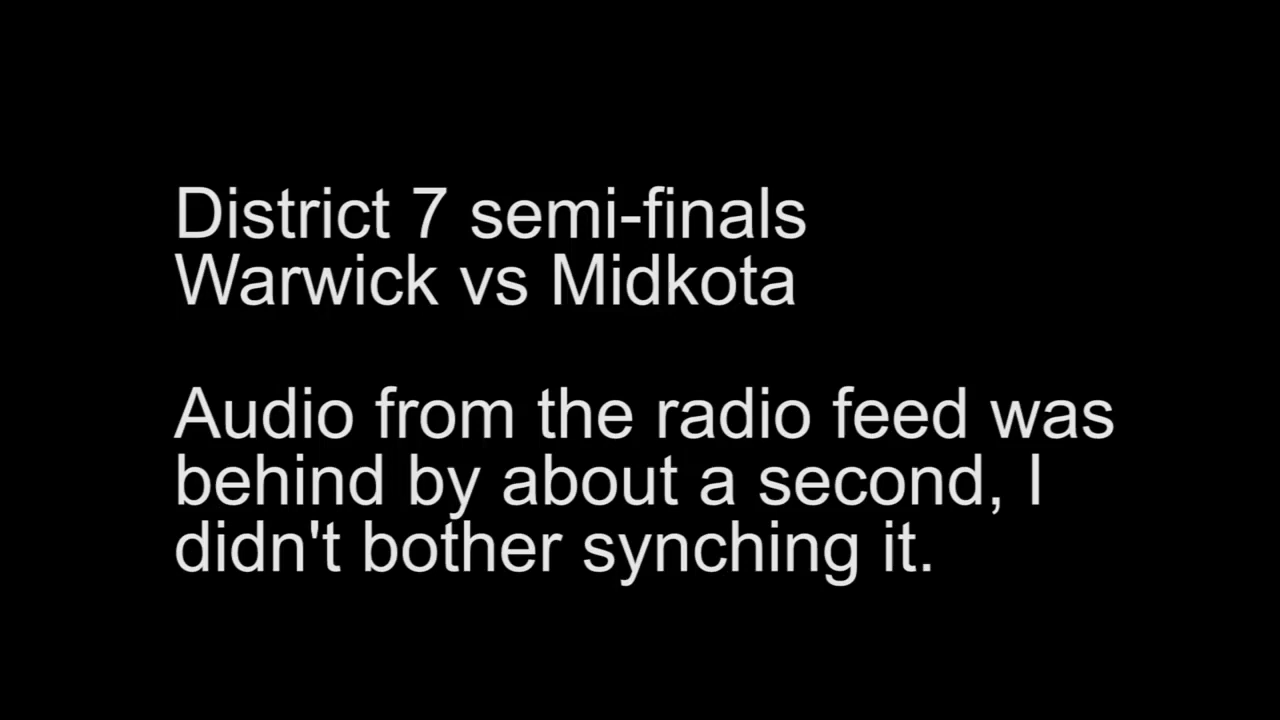 District 7 semi-finals
Warwick vs Midkota
Audio from the radio feed was
behind by about a second, I
didn't bother synching it.